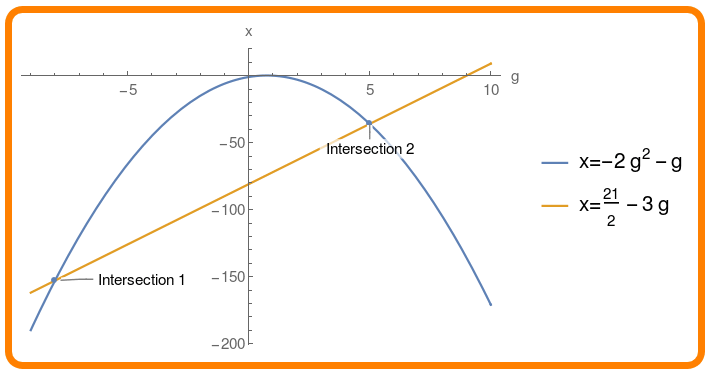 x
g
−5
5
10
−50
−100
−150
−200
Intersection 1
Intersection 2
x=−2 g² − g
x=21/2 − 3 g